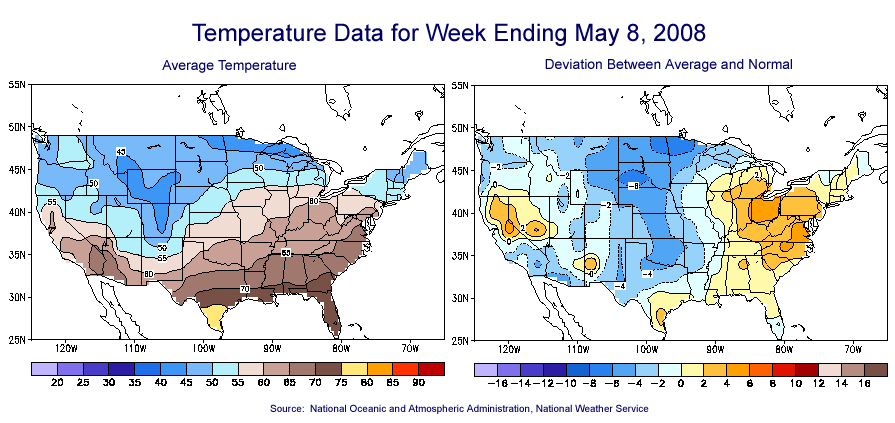 Temperature Data for Week Ending May 8, 2008
Average Temperature
Deviation Between Average and Normal
55N
50N
45N
40N
35N
30N
25N
120W 110W 100W 90W 80W 70W
45
50
50
55
50
55
60
60
65
70
20 25 30 35 40 45 50 55 60 65 70 75 80 85 90
55N
50N
45N
40N
35N
30N
25N
120W 110W 100W 90W 80W 70W
-2
-2
0
-8
-2
2
2
0
0
-4
-4
2
-16 -14 -12 -10 -8 -6 -4 -2 0 2 4 6 8 10 12 14 16
Source: National Oceanic and Atmospheric Administration, National Weather Service